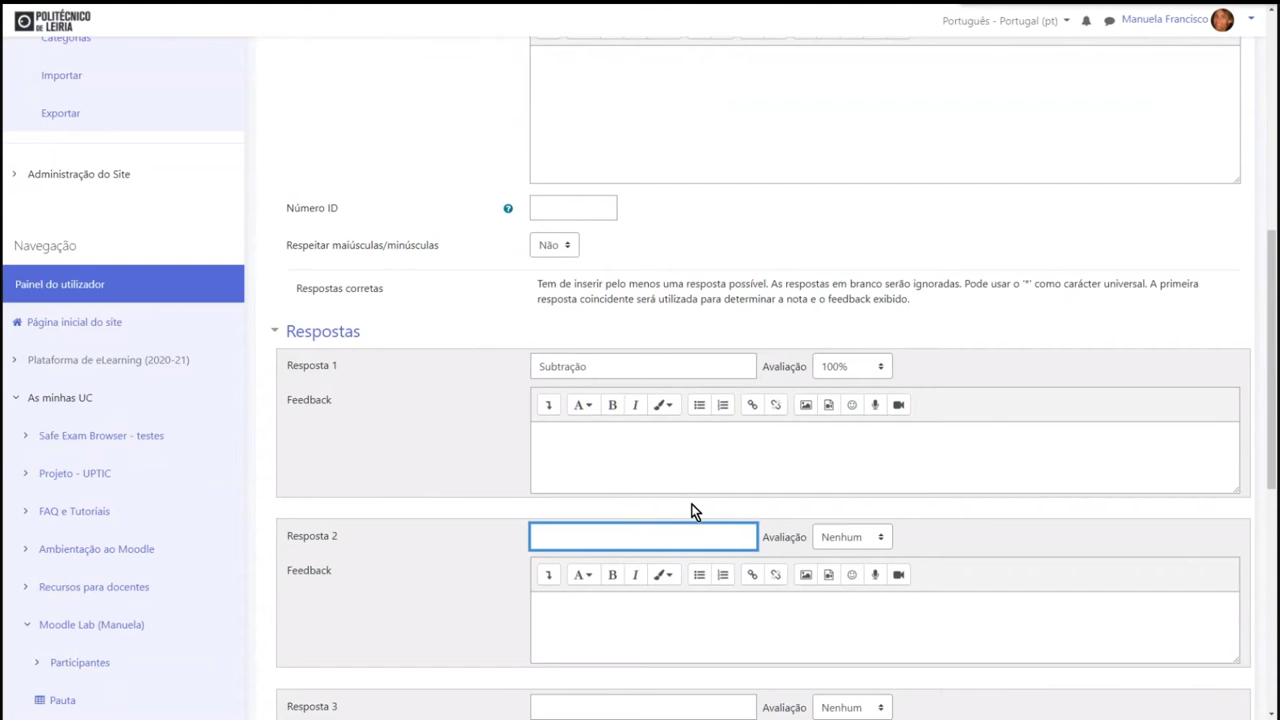 POLITÉCNICO
DE LEIRIA
Português - Portugal (pt)
Manuela Francisco
Categorias
Importar
Exportar
Administração do Site
Navegação
Painel do utilizador
Página inicial do site
Plataforma de eLearning (2020-21)
As minhas UC
Safe Exam Browser - testes
Projeto - UPTIC
FAQ e Tutoriais
Ambientação ao Moodle
Recursos para docentes
Moodle Lab (Manuela)
Participantes
Pauta
Número ID
Respeitar maiúsculas/minúsculas
Não
Respostas corretas
Tem de inserir pelo menos uma resposta possível. As respostas em branco serão ignoradas. Pode usar o '*' como carácter universal. A primeira
resposta coincidente será utilizada para determinar a nota e o feedback exibido.
Respostas
Resposta 1
Subtração
Avaliação
100%
Feedback
A
B
I
Resposta 2
Avaliação
Nenhum
Feedback
A
B
I
Resposta 3
Avaliação
Nenhum